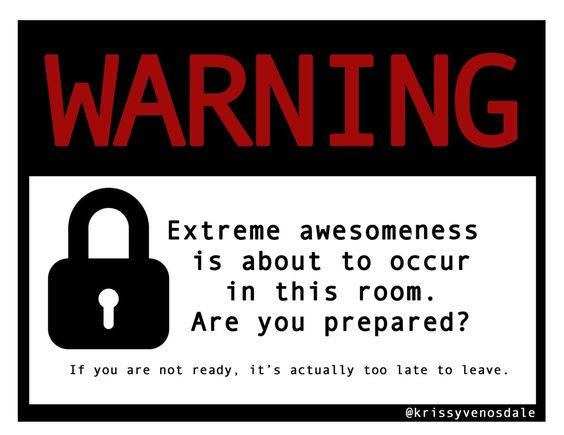 WARNING
Extreme awesomeness
is about to occur
in this room.
Are you prepared?
If you are not ready, it's actually too late to leave.
@krissyvenosdale